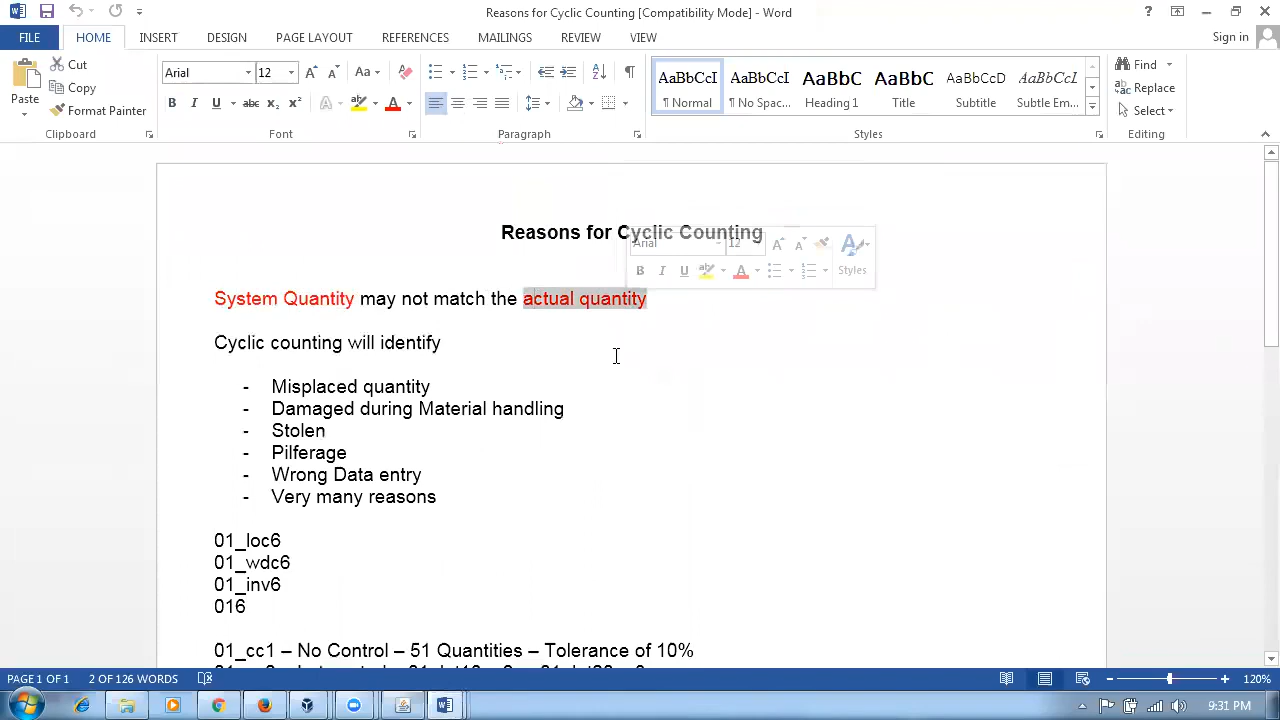 Reasons for Cyclic Counting [Compatibility Mode] - Word
FILE HOME INSERT DESIGN PAGE LAYOUT REFERENCES MAILINGS REVIEW VIEW Sign in
Paste Cut Copy Format Painter
Arial 12
AaBbCcI AaBbCcI AaBbC AaBbC AaBbCcD AaBbCcI
¶ Normal ¶ No Spac... Heading 1 Title Subtitle Subtle Em...
Find Replace Select
Clipboard Font Paragraph Styles Editing
Reasons for Cyclic Counting
Arial 12
B I U A Styles
System Quantity may not match the actual quantity
Cyclic counting will identify
- Misplaced quantity
- Damaged during Material handling
- Stolen
- Pilferage
- Wrong Data entry
- Very many reasons
01_loc6
01_wdc6
01_inv6
016
01_cc1 – No Control – 51 Quantities – Tolerance of 10%
PAGE 1 OF 1 2 OF 126 WORDS 120%
9:31 PM